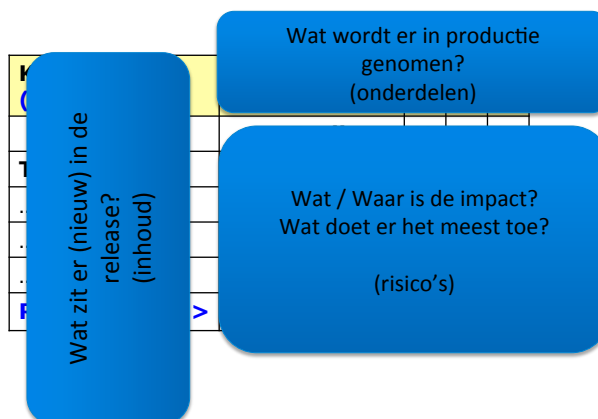 Wat wordt er in productie
genomen?
(onderdelen)
K
(
Wat zit er (nieuw) in de
release?
(inhoud)
T
..
..
..
>
Wat / Waar is de impact?
Wat doet er het meest toe?
(risico's)